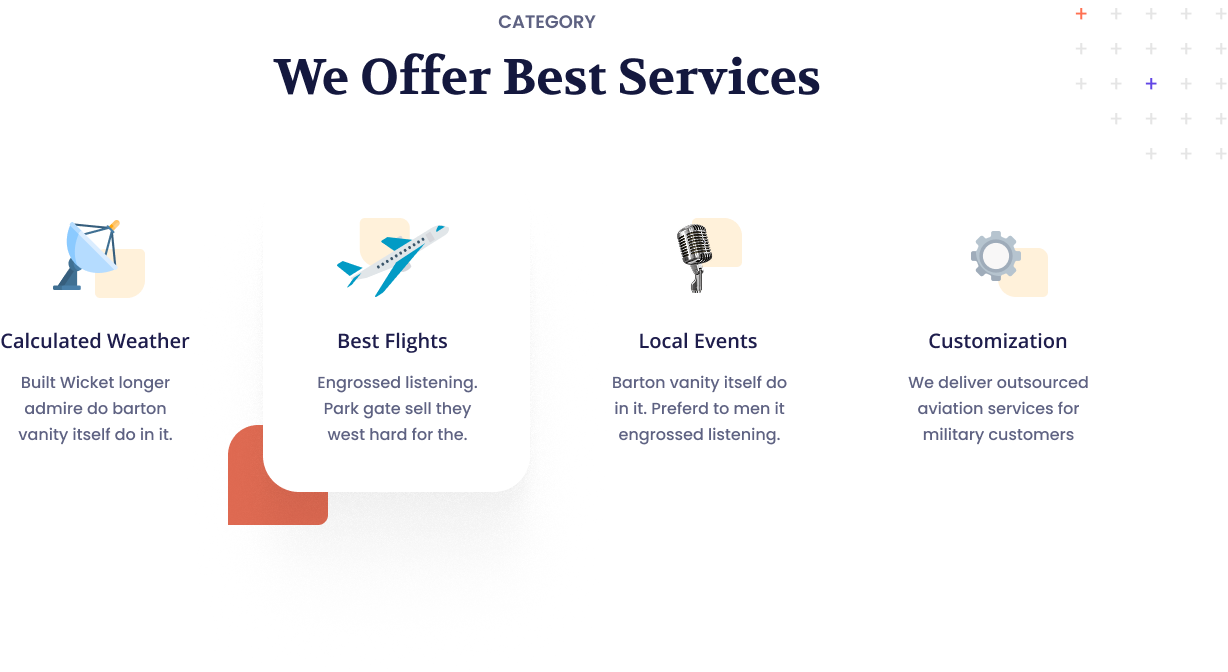 CATEGORY
We Offer Best Services
Calculated Weather
Built Wicket longer
admire do barton
vanity itself do in it.
Best Flights
Engrossed listening.
Park gate sell they
west hard for the.
Local Events
Barton vanity itself do
in it. Preferd to men it
engrossed listening.
Customization
We deliver outsourced
aviation services for
military customers